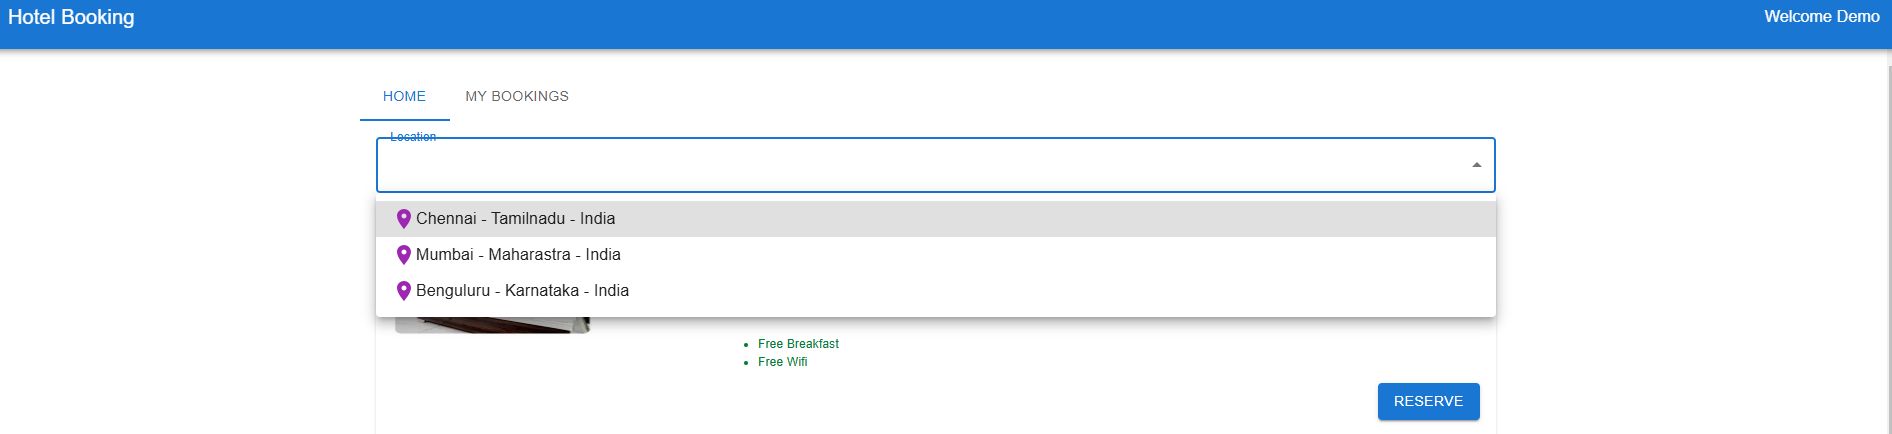 Hotel Booking
Welcome Demo
HOME
MY BOOKINGS
Location
Chennai - Tamilnadu - India
Mumbai - Maharastra - India
Benguluru - Karnataka - India
Free Breakfast
Free Wifi
RESERVE